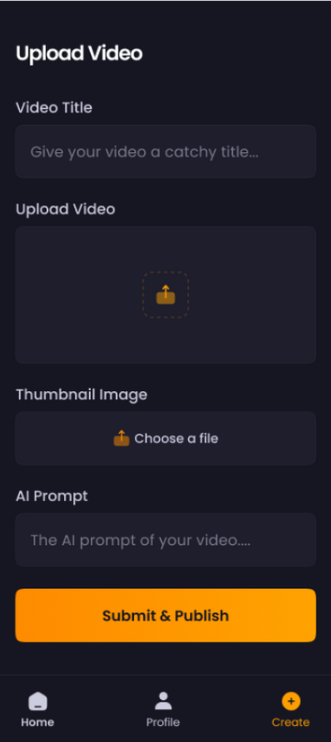 Upload Video
Video Title
Give your video a catchy title...
Upload Video
Thumbnail Image
Choose a file
AI Prompt
The AI prompt of your video....
Submit & Publish
Home
Profile
Create